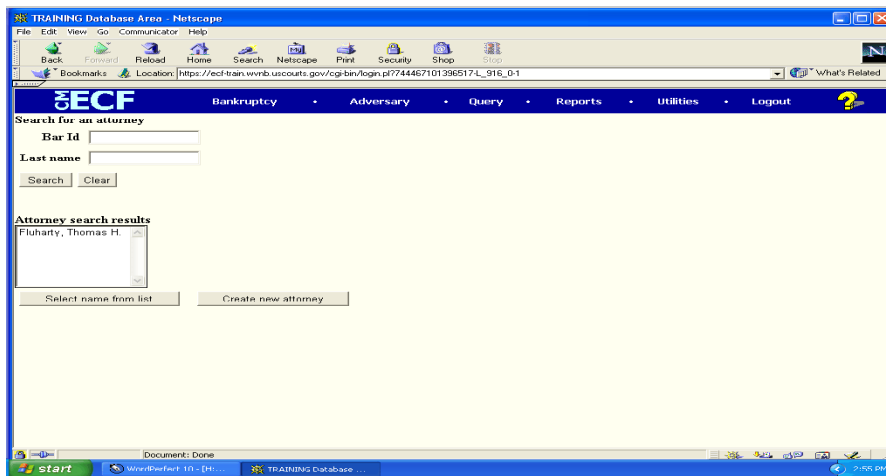 TRAINING Database Area - Netscape
File Edit View Go Communicator Help
Back Forward Reload Home Search Netscape Print Security Shop Stop
N
Bookmarks Location: https://ecf-train.wvnb.uscourts.gov/cgi-bin/login.pl?744467101396517-L_916_0-1 What's Related
CM ECF Bankruptcy • Adversary • Query • Reports • Utilities • Logout ?
Search for an attorney
Bar Id
Last name
Search Clear
Attorney search results
Fluharty, Thomas H.
Select name from list Create new attorney
Document: Done
start WordPerfect 10 - [H:... TRAINING Database ... 2:55 PM